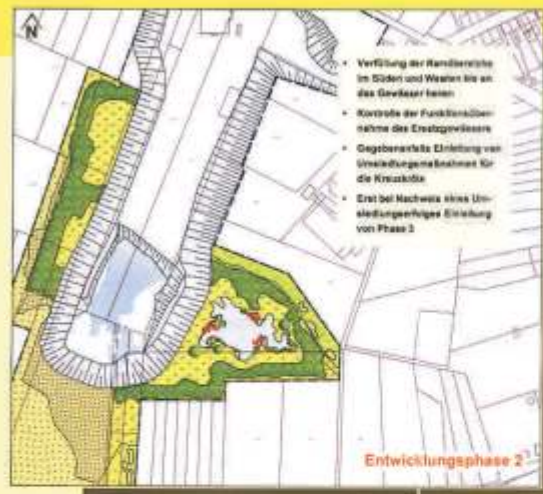 N
• Verfüllung der Randbereiche
im Süden und Westen bis an
das Gewässer heran
• Kontrolle der Funktionsüber-
nahme des Ersatzgewässers
• Gegebenenfalls Einleitung von
Umsiedlungsmaßnahmen für
die Kreuzkröte
• Erst bei Nachweis eines Um-
siedlungserfolges Einleitung
von Phase 3
Entwicklungsphase 2